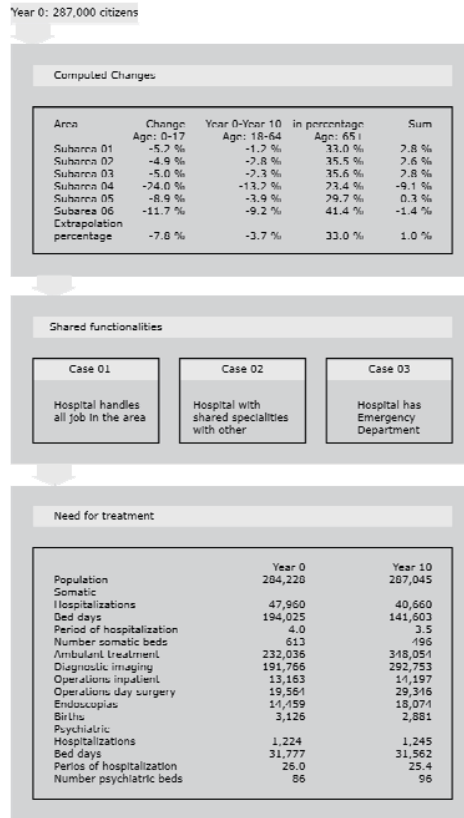 Year 0: 287,000 citizens
Computed Changes
Area Change Year 0-Year 10 in percentage Sum
Age: 0-17 Age: 18-64 Age: 65+
Subarea 01 -5.2 % -1.2 % 33.0 % 2.8 %
Subarea 02 -4.9 % -2.8 % 35.5 % 2.6 %
Subarea 03 -5.0 % -2.3 % 35.6 % 2.8 %
Subarea 04 -24.0 % -13.2 % 23.4 % -9.1 %
Subarea 05 -8.9 % -3.9 % 29.7 % 0.3 %
Subarea 06 -11.7 % -9.2 % 41.4 % -1.4 %
Extrapolation
percentage -7.8 % -3.7 % 33.0 % 1.0 %
Shared functionalities
Case 01 Case 02 Case 03
Hospital handles Hospital with Hospital has
all job in the area shared specialities Emergency
with other Department
Need for treatment
Year 0 Year 10
Population 284,228 287,045
Somatic
Hospitalizations 47,960 40,660
Bed days 194,025 141,603
Period of hospitalization 4.0 3.5
Number somatic beds 613 496
Ambulant treatment 232,036 348,054
Diagnostic imaging 191,766 292,753
Operations inpatient 13,163 14,197
Operations day surgery 19,564 29,346
Endoscopias 14,459 18,074
Births 3,126 2,881
Psychiatric
Hospitalizations 1,224 1,245
Bed days 31,777 31,562
Perios of hospitalization 26.0 25.4
Number psychiatric beds 86 96